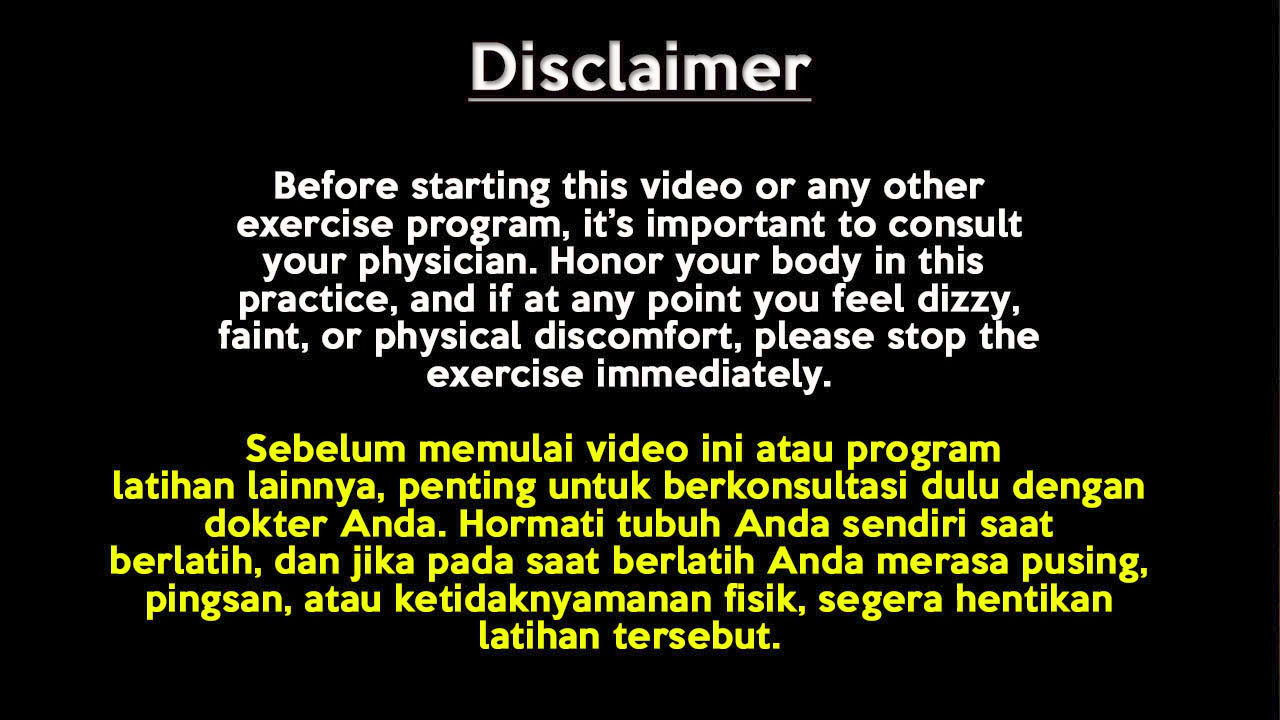 Disclaimer
Before starting this video or any other
exercise program, it's important to consult
your physician. Honor your body in this
practice, and if at any point you feel dizzy,
faint, or physical discomfort, please stop the
exercise immediately.
Sebelum memulai video ini atau program
latihan lainnya, penting untuk berkonsultasi dulu dengan
dokter Anda. Hormati tubuh Anda sendiri saat
berlatih, dan jika pada saat berlatih Anda merasa pusing,
pingsan, atau ketidaknyamanan fisik, segera hentikan
latihan tersebut.